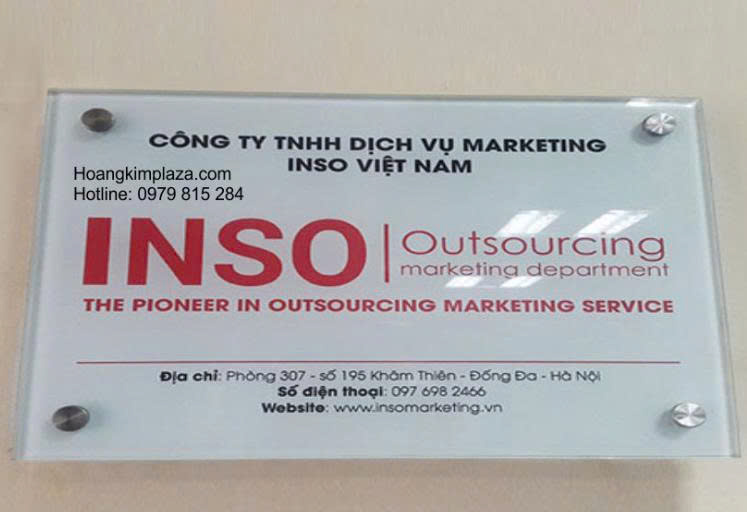 CÔNG TY TNHH DỊCH VỤ MARKETING
INSO VIỆT NAM
Hoangkimplaza.com
Hotline: 0979 815 284
INSO
Outsourcing
marketing department
THE PIONEER IN OUTSOURCING MARKETING SERVICE
Địa chỉ: Phòng 307 - số 195 Khâm Thiên - Đống Đa - Hà Nội
Số điện thoại: 097 698 2466
Website: www.insomarketing.vn